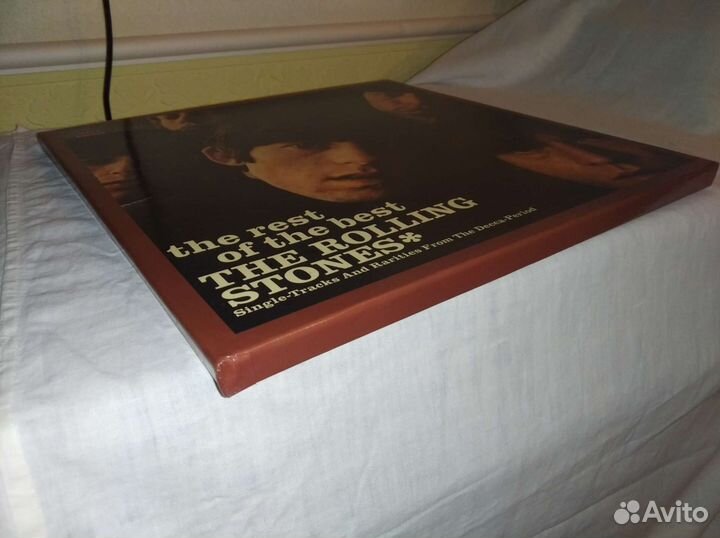 the rest
of the best
THE ROLLING
STONES*
Single-Tracks And Rarities From The Decca-Period
Avito